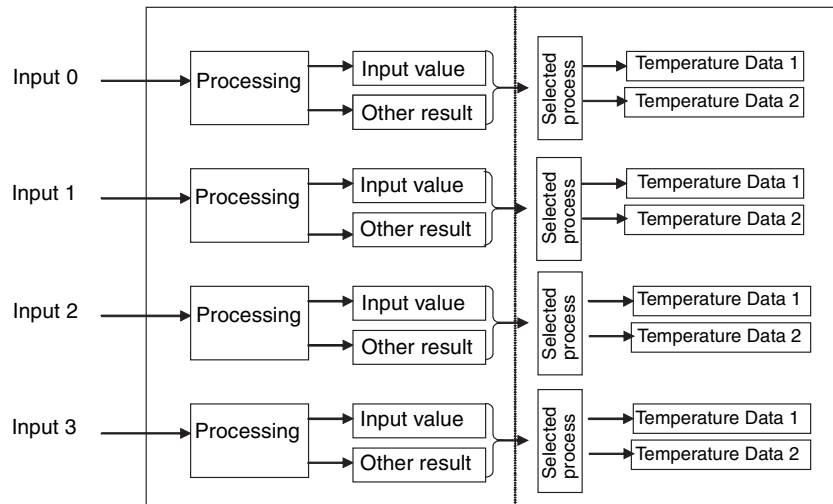 Input 0
Processing
Input value
Other result
Selected
process
Temperature Data 1
Temperature Data 2
Input 1
Processing
Input value
Other result
Selected
process
Temperature Data 1
Temperature Data 2
Input 2
Processing
Input value
Other result
Selected
process
Temperature Data 1
Temperature Data 2
Input 3
Processing
Input value
Other result
Selected
process
Temperature Data 1
Temperature Data 2